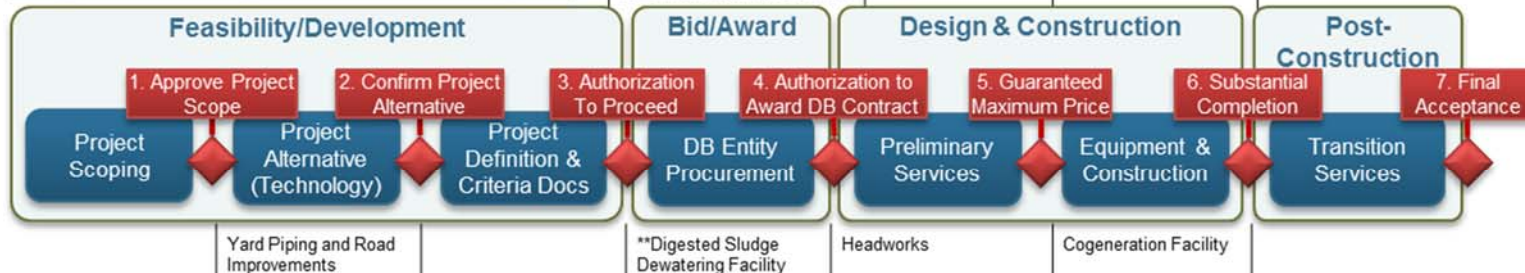 Feasibility/Development
Bid/Award
Design & Construction
Post-
Construction
1. Approve Project
Scope
2. Confirm Project
Alternative
3. Authorization
To Proceed
4. Authorization to
Award DB Contract
5. Guaranteed
Maximum Price
6. Substantial
Completion
7. Final
Acceptance
Project
Scoping
Project
Alternative
(Technology)
Project
Definition &
Criteria Docs
DB Entity
Procurement
Preliminary
Services
Equipment &
Construction
Transition
Services
Yard Piping and Road
Improvements
**Digested Sludge
Dewatering Facility
Headworks
Cogeneration Facility